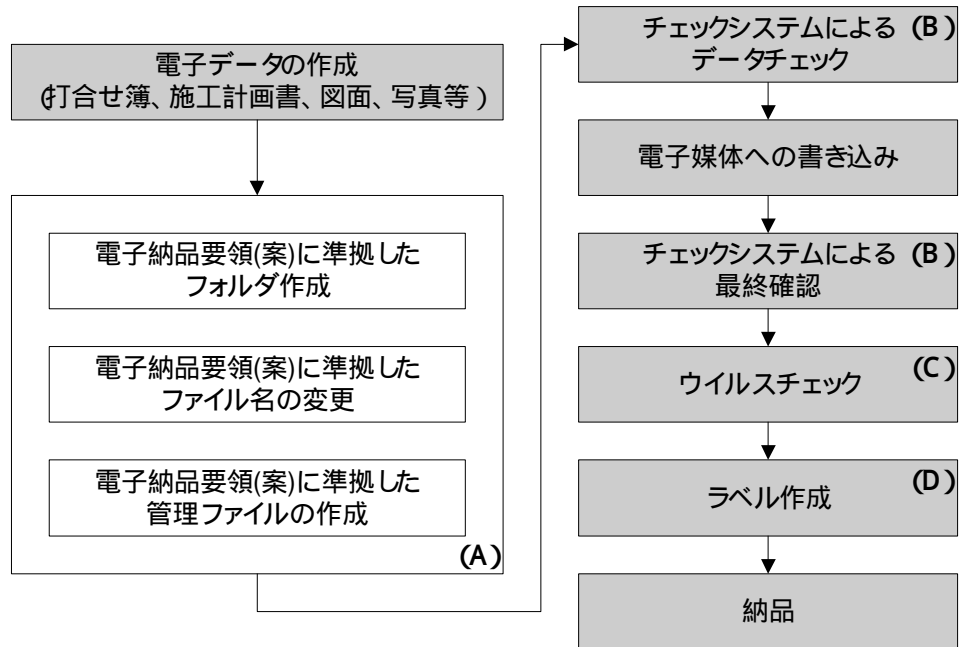 電子データの作成
(打合せ簿、施工計画書、図面、写真等)
電子納品要領(案)に準拠した
フォルダ作成
電子納品要領(案)に準拠した
ファイル名の変更
電子納品要領(案)に準拠した
管理ファイルの作成
(A)
チェックシステムによる (B)
データチェック
電子媒体への書き込み
チェックシステムによる (B)
最終確認
ウイルスチェック (C)
ラベル作成 (D)
納品